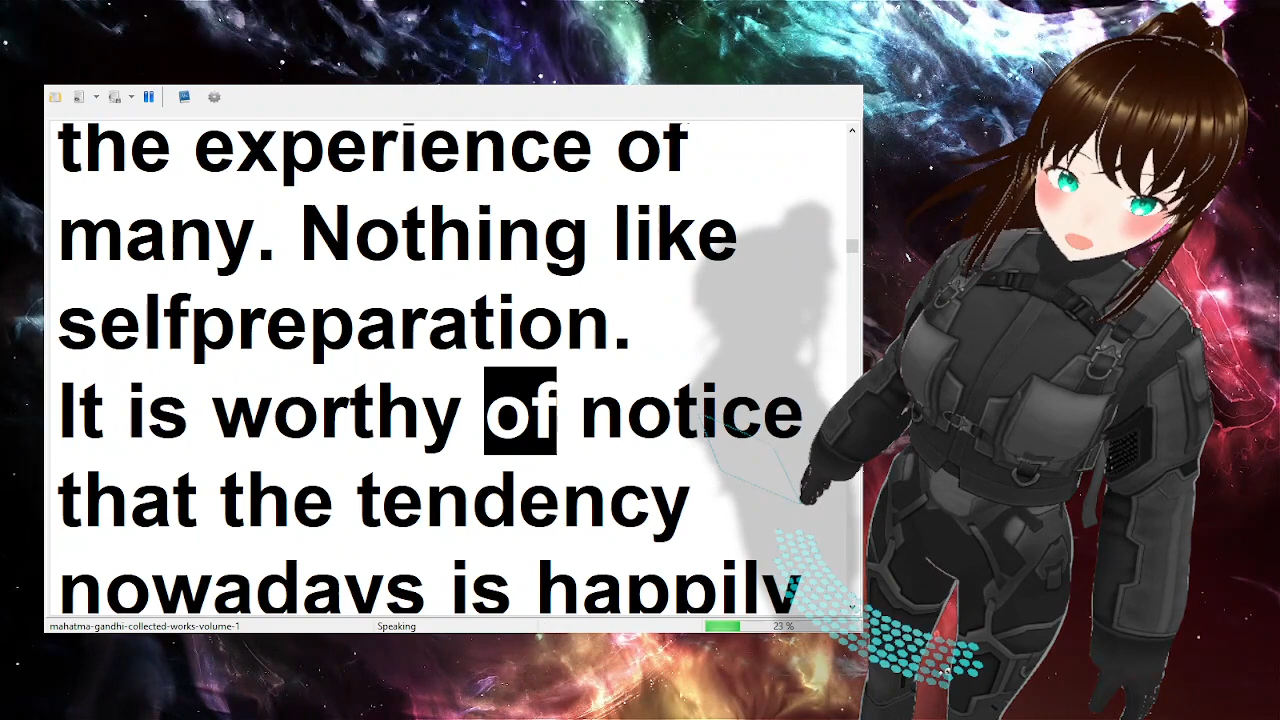 the experience of
many. Nothing like
selfpreparation.
It is worthy of notice
that the tendency
nowadays is happily
mahatma-gandhi-collected-works-volume-1 Speaking 23 %